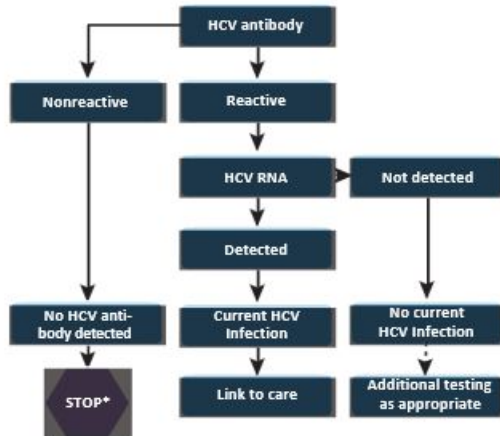 HCV antibody
Nonreactive
Reactive
HCV RNA
Not detected
Detected
No HCV anti-
body detected
Current HCV
Infection
No current
HCV Infection
STOP*
Link to care
Additional testing
as appropriate